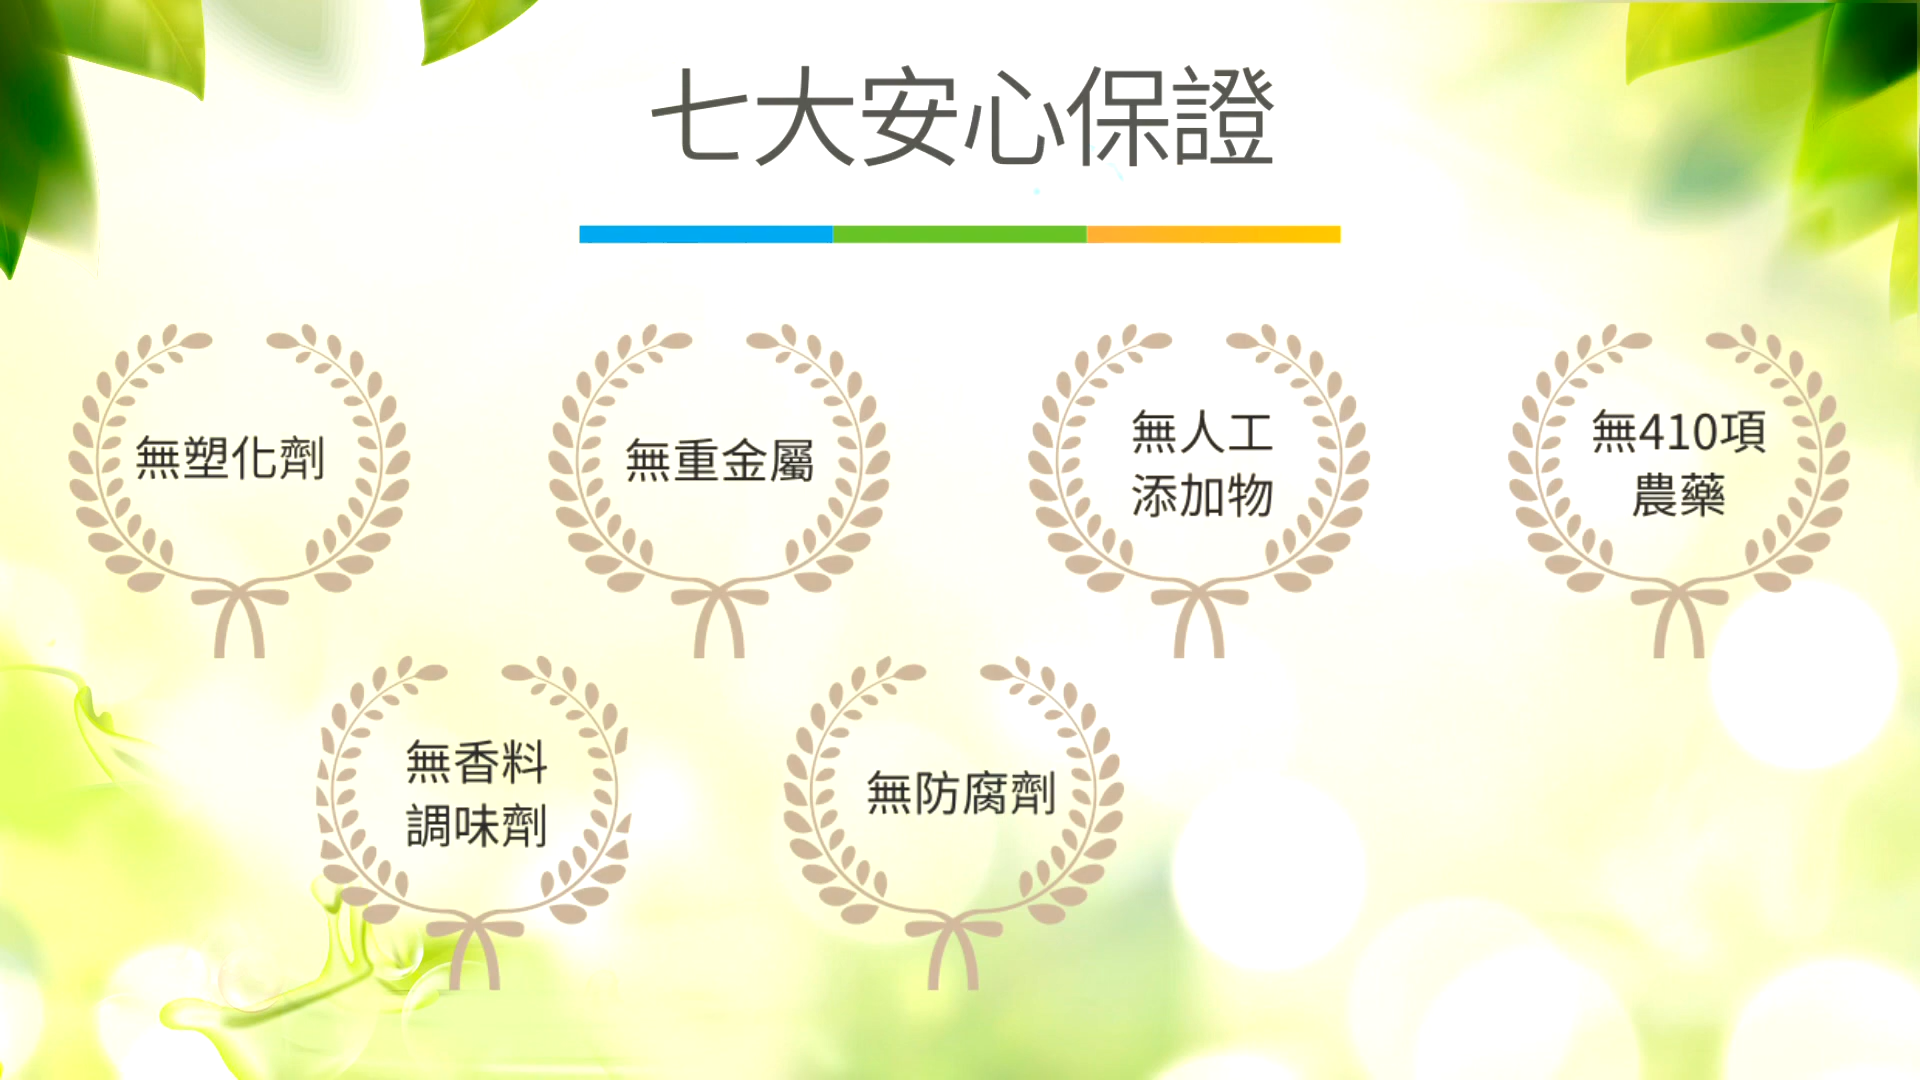 七大安心保證
無塑化劑
無重金屬
無人工
添加物
無410項
農藥
無香料
調味劑
無防腐劑